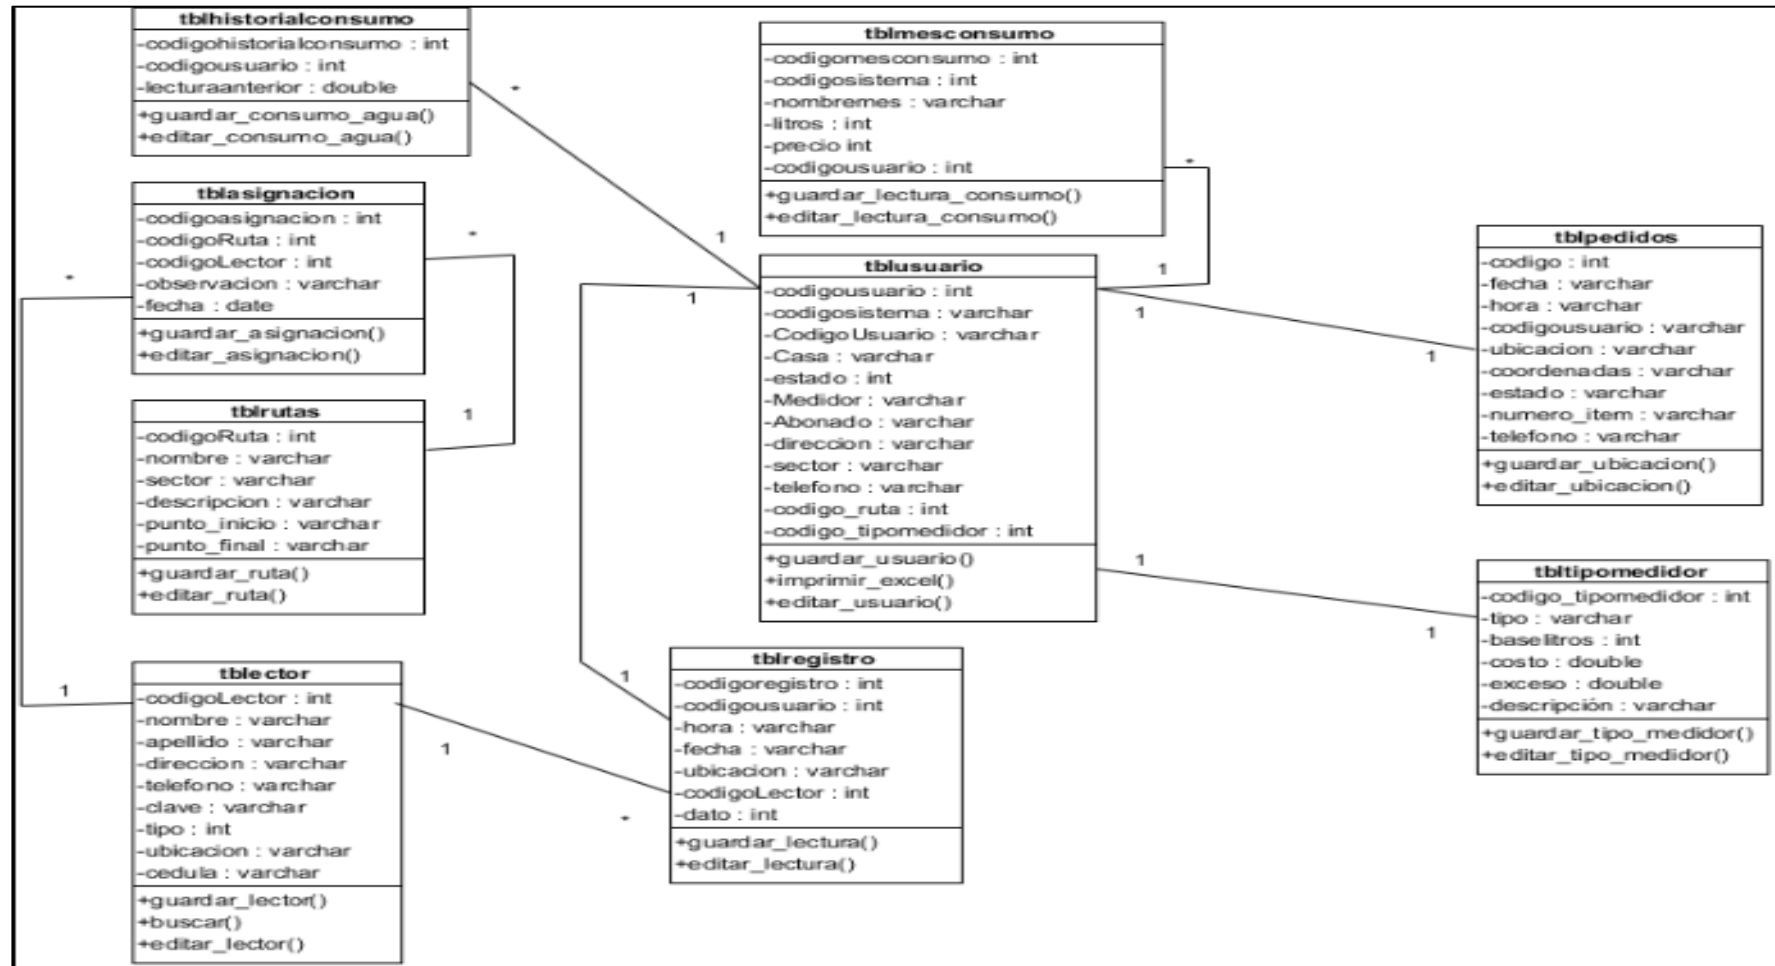 tblhistorialconsumo
-codigohistorialconsumo : int
-codigousuario : int
-lecturaanterior : double
+guardar_consumo_agua()
+editar_consumo_agua()
*
1
tblmesconsumo
-codigomesconsumo : int
-codigosistema : int
-nombremes : varchar
-litros : int
-precio int
-codigousuario : int
+guardar_lectura_consumo()
+editar_lectura_consumo()
*
1
tblasignacion
-codigoasignacion : int
-codigoRuta : int
-codigoLector : int
-observacion : varchar
-fecha : date
+guardar_asignacion()
+editar_asignacion()
*
*
1
tblrutas
-codigoRuta : int
-nombre : varchar
-sector : varchar
-descripcion : varchar
-punto_inicio : varchar
-punto_final : varchar
+guardar_ruta()
+editar_ruta()
tblusuario
-codigousuario : int
-codigosistema : varchar
-CodigoUsuario : varchar
-Casa : varchar
-estado : int
-Medidor : varchar
-Abonado : varchar
-direccion : varchar
-sector : varchar
-telefono : varchar
-codigo_ruta : int
-codigo_tipomedidor : int
+guardar_usuario()
+imprimir_excel()
+editar_usuario()
1
1
1
1
tblpedidos
-codigo : int
-fecha : varchar
-hora : varchar
-codigousuario : varchar
-ubicacion : varchar
-coordenadas : varchar
-estado : varchar
-numero_item : varchar
-telefono : varchar
+guardar_ubicacion()
+editar_ubicacion()
1
tbltipomedidor
-codigo_tipomedidor : int
-tipo : varchar
-baselitros : int
-costo : double
-exceso : double
-descripción : varchar
+guardar_tipo_medidor()
+editar_tipo_medidor()
1
tblector
-codigoLector : int
-nombre : varchar
-apellido : varchar
-direccion : varchar
-telefono : varchar
-clave : varchar
-tipo : int
-ubicacion : varchar
-cedula : varchar
+guardar_lector()
+buscar()
+editar_lector()
1
1
*
tblregistro
-codigoregistro : int
-codigousuario : int
-hora : varchar
-fecha : varchar
-ubicacion : varchar
-codigoLector : int
-dato : int
+guardar_lectura()
+editar_lectura()